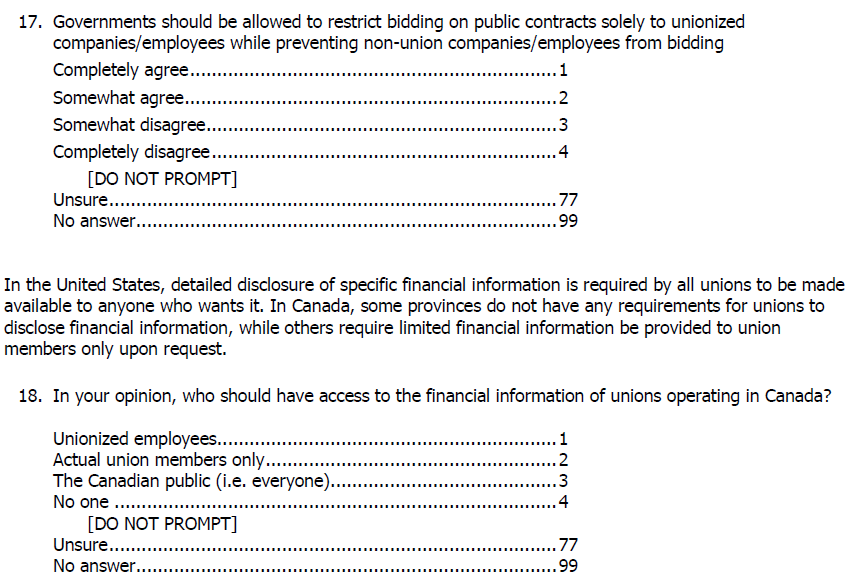 17. Governments should be allowed to restrict bidding on public contracts solely to unionized
companies/employees while preventing non-union companies/employees from bidding
Completely agree....................................................................1
Somewhat agree.....................................................................2
Somewhat disagree.................................................................3
Completely disagree................................................................4
[DO NOT PROMPT]
Unsure...................................................................................77
No answer..............................................................................99
In the United States, detailed disclosure of specific financial information is required by all unions to be made
available to anyone who wants it. In Canada, some provinces do not have any requirements for unions to
disclose financial information, while others require limited financial information be provided to union
members only upon request.
18. In your opinion, who should have access to the financial information of unions operating in Canada?
Unionized employees...............................................................1
Actual union members only......................................................2
The Canadian public (i.e. everyone)..........................................3
No one ..................................................................................4
[DO NOT PROMPT]
Unsure...................................................................................77
No answer..............................................................................99